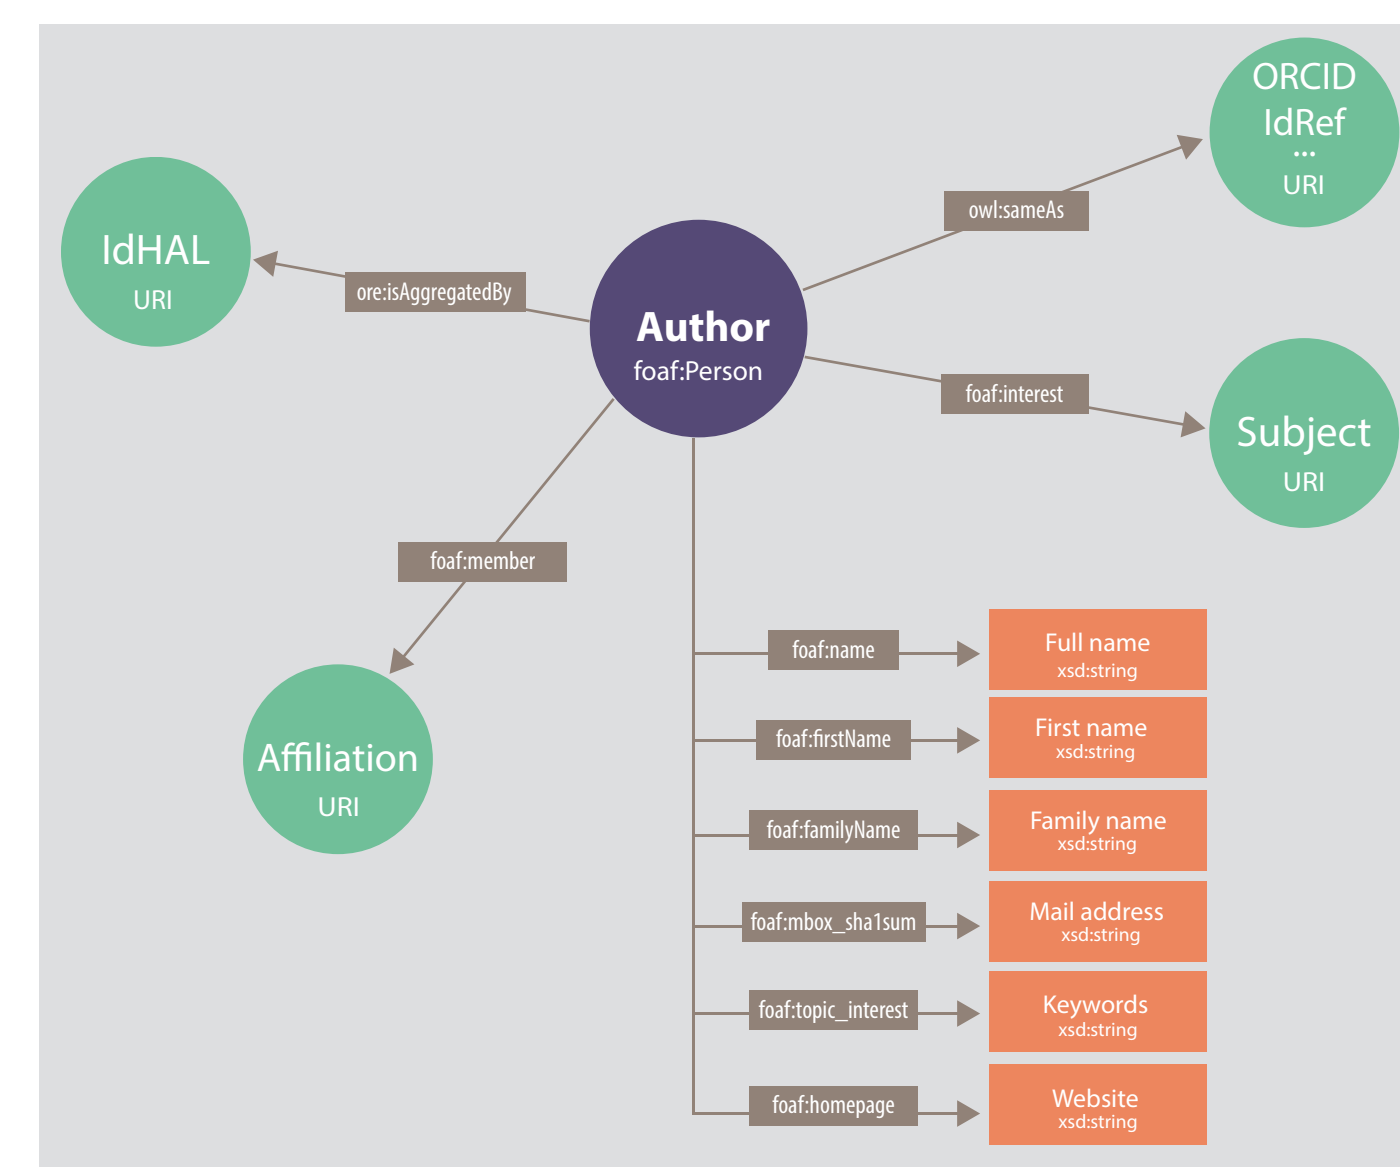 ORCID
IdRef
...
URI
owl:sameAs
IdHAL
URI
ore:isAggregatedBy
Author
foaf:Person
foaf:interest
Subject
URI
foaf:member
Affiliation
URI
foaf:name
Full name
xsd:string
foaf:firstName
First name
xsd:string
foaf:familyName
Family name
xsd:string
foaf:mbox_sha1sum
Mail address
xsd:string
foaf:topic_interest
Keywords
xsd:string
foaf:homepage
Website
xsd:string